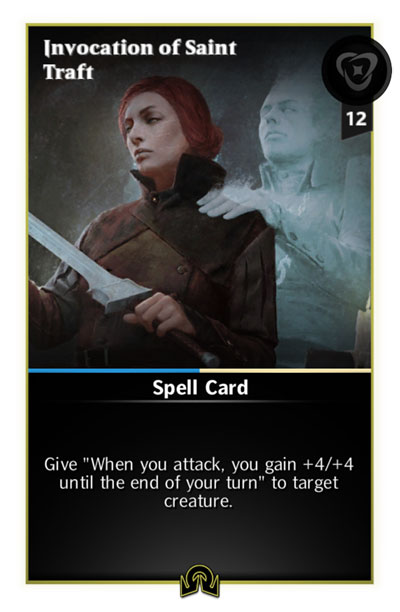 Invocation of Saint
Traft
12
Spell Card
Give "When you attack, you gain +4/+4
until the end of your turn" to target
creature.